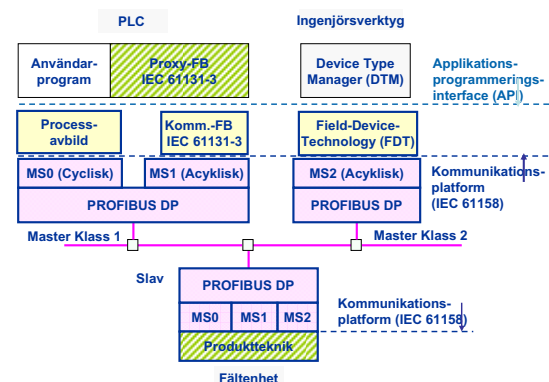 PLC
Ingenjörsverktyg
Användar-
program
Proxy-FB
IEC 61131-3
Device Type
Manager (DTM)
Applikations-
programmerings-
interface (API)
Process-
avbild
Komm.-FB
IEC 61131-3
Field-Device-
Technology (FDT)
MS0 (Cyclisk)
MS1 (Acyklisk)
MS2 (Acyklisk)
Kommunikations-
platform
(IEC 61158)
PROFIBUS DP
PROFIBUS DP
Master Klass 1
Master Klass 2
Slav
PROFIBUS DP
MS0
MS1
MS2
Kommunikations-
platform (IEC 61158)
Produktteknik
Fältenhet